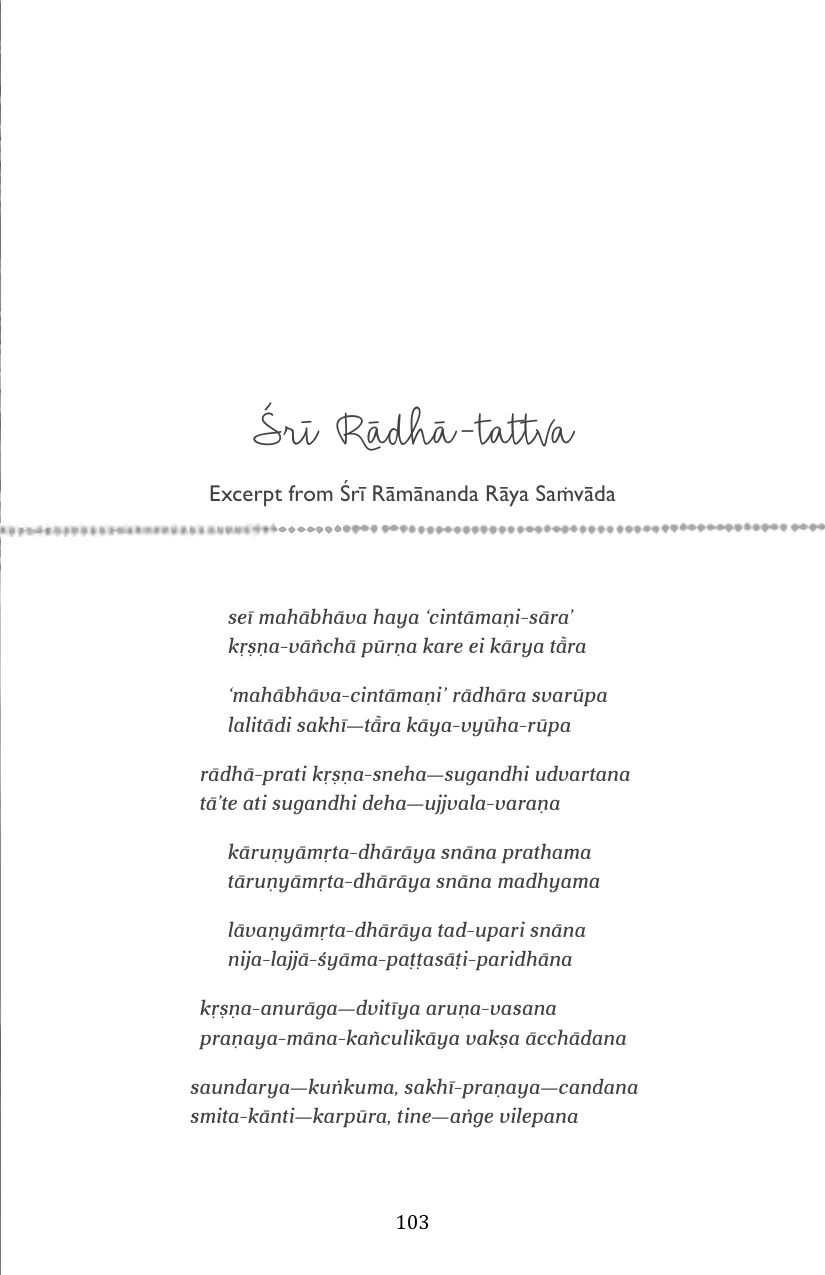 Śrī Rādhā-tattva
Excerpt from Śrī Rāmānanda Rāya Saṁvāda
seī mahābhāva haya ‘cintāmaṇi-sāra’
kṛṣṇa-vāñchā pūrṇa kare ei kārya tā̃ra
‘mahābhāva-cintāmaṇi’ rādhāra svarūpa
lalitādi sakhī—tā̃ra kāya-vyūha-rūpa
rādhā-prati kṛṣṇa-sneha—sugandhi udvartana
tā’te ati sugandhi deha—ujjvala-varaṇa
kāruṇyāmṛta-dhārāya snāna prathama
tāruṇyāmṛta-dhārāya snāna madhyama
lāvaṇyāmṛta-dhārāya tad-upari snāna
nija-lajjā-śyāma-paṭṭasāṭi-paridhāna
kṛṣṇa-anurāga—dvitīya aruṇa-vasana
praṇaya-māna-kañculikāya vakṣa ācchādana
saundarya—kuṅkuma, sakhī-praṇaya—candana
smita-kānti—karpūra, tine—aṅge vilepana
103